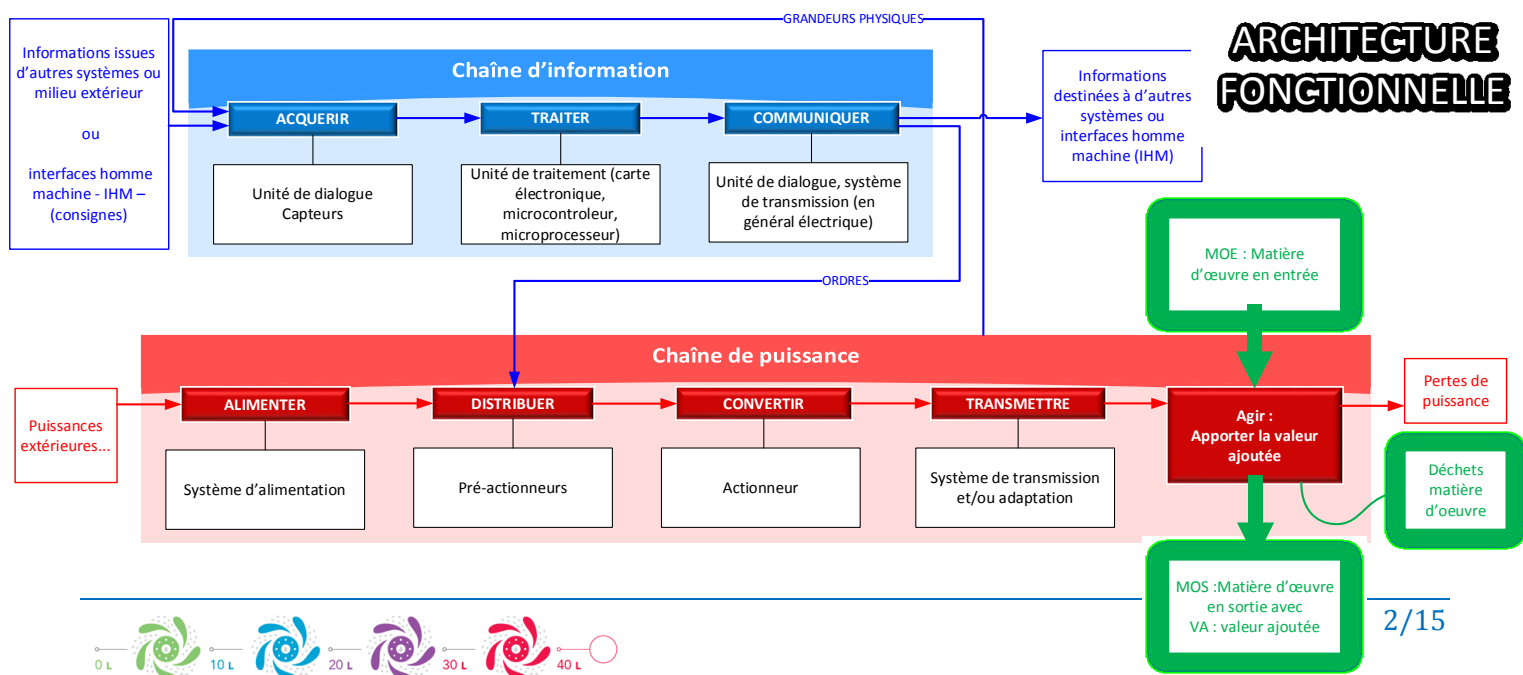 GRANDEURS PHYSIQUES
ARCHITECTURE
FONCTIONNELLE
Informations issues
d'autres systèmes ou
milieu extérieur
ou
interfaces homme
machine - IHM –
(consignes)
Chaîne d'information
ACQUERIR
TRAITER
COMMUNIQUER
Unité de dialogue
Capteurs
Unité de traitement (carte
électronique,
microcontroleur,
microprocesseur)
Unité de dialogue, système
de transmission (en
général électrique)
Informations
destinées à d'autres
systèmes ou
interfaces homme
machine (IHM)
MOE : Matière
d'œuvre en entrée
ORDRES
Chaîne de puissance
Puissances
extérieures...
ALIMENTER
DISTRIBUER
CONVERTIR
TRANSMETTRE
Agir :
Apporter la valeur
ajoutée
Système d'alimentation
Pré-actionneurs
Actionneur
Système de transmission
et/ou adaptation
Pertes de
puissance
Déchets
matière
d'oeuvre
MOS :Matière d'œuvre
en sortie avec
VA : valeur ajoutée
2/15
0 L
10 L
20 L
30 L
40 L